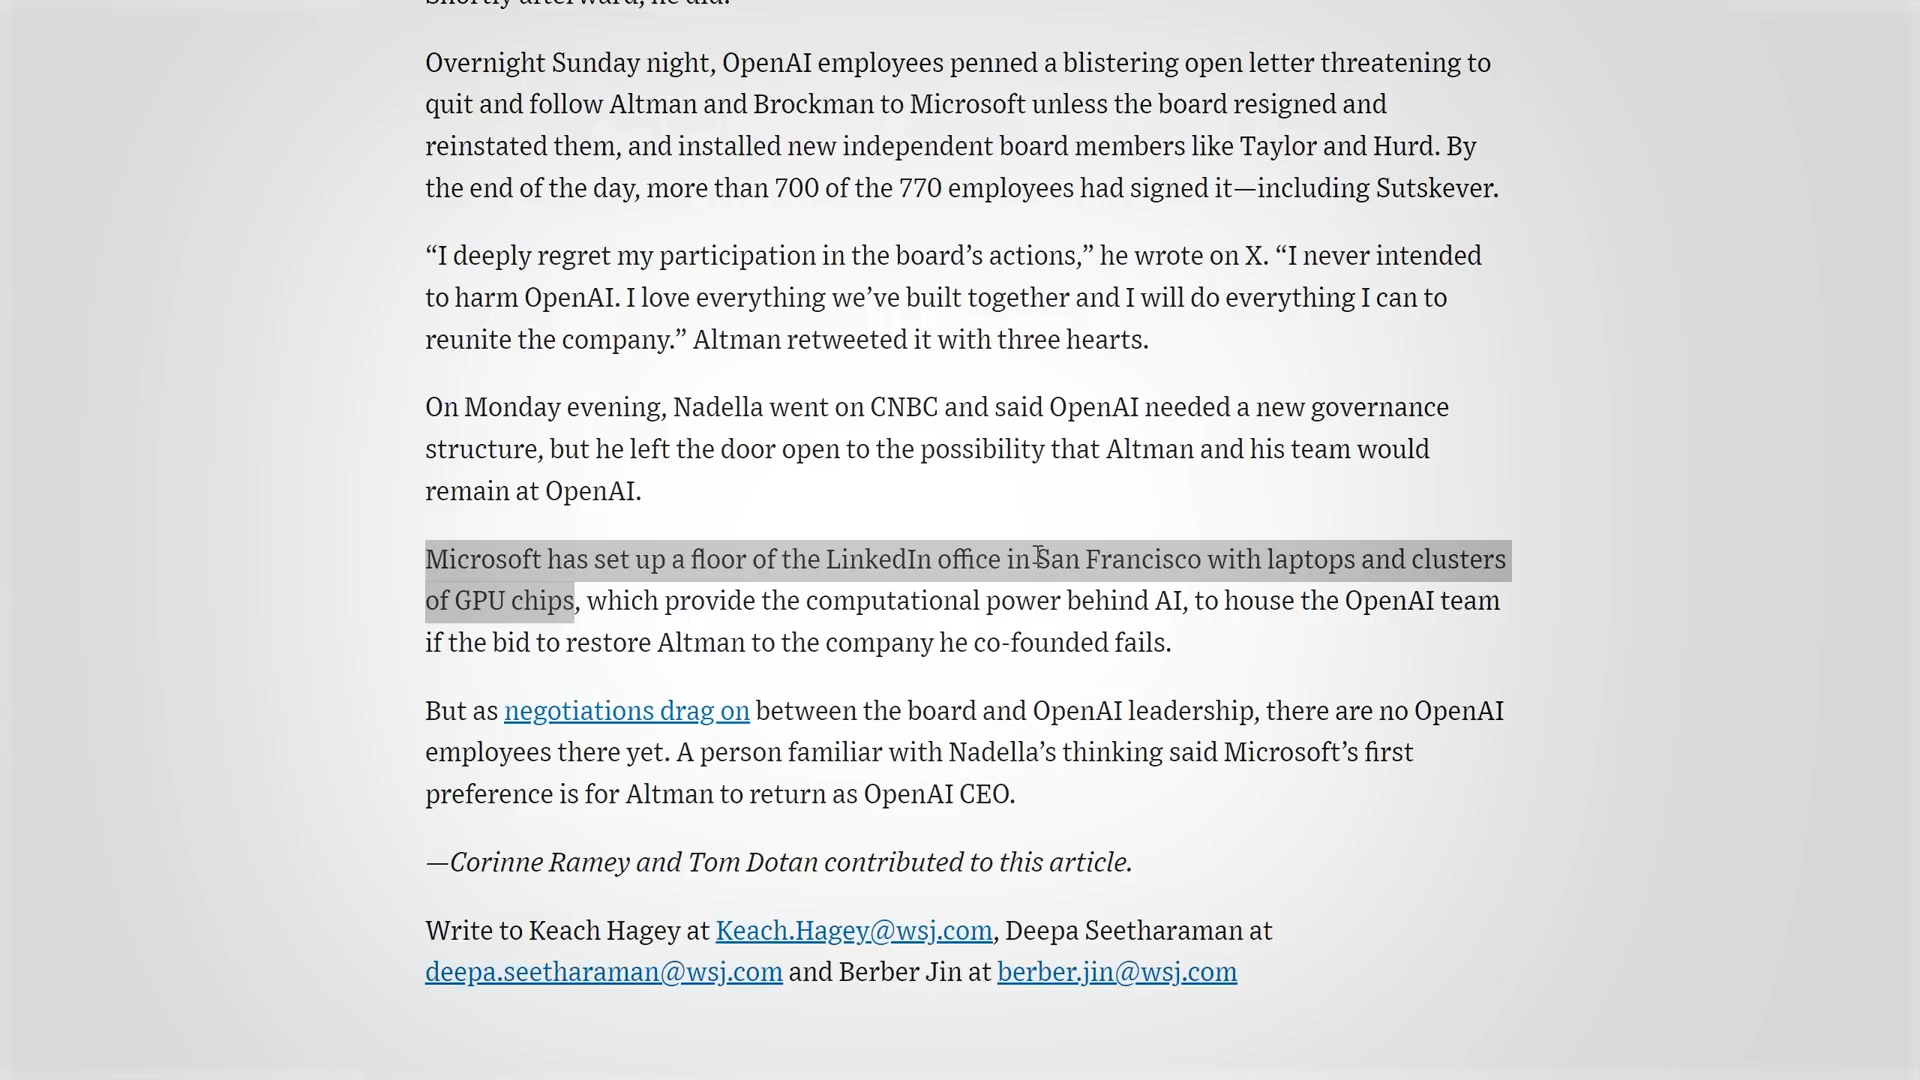 Shortly afterward, he did.
Overnight Sunday night, OpenAI employees penned a blistering open letter threatening to
quit and follow Altman and Brockman to Microsoft unless the board resigned and
reinstated them, and installed new independent board members like Taylor and Hurd. By
the end of the day, more than 700 of the 770 employees had signed it—including Sutskever.
“I deeply regret my participation in the board’s actions,” he wrote on X. “I never intended
to harm OpenAI. I love everything we’ve built together and I will do everything I can to
reunite the company.” Altman retweeted it with three hearts.
On Monday evening, Nadella went on CNBC and said OpenAI needed a new governance
structure, but he left the door open to the possibility that Altman and his team would
remain at OpenAI.
Microsoft has set up a floor of the LinkedIn office in San Francisco with laptops and clusters
of GPU chips, which provide the computational power behind AI, to house the OpenAI team
if the bid to restore Altman to the company he co-founded fails.
But as negotiations drag on between the board and OpenAI leadership, there are no OpenAI
employees there yet. A person familiar with Nadella’s thinking said Microsoft’s first
preference is for Altman to return as OpenAI CEO.
—Corinne Ramey and Tom Dotan contributed to this article.
Write to Keach Hagey at Keach.Hagey@wsj.com, Deepa Seetharaman at
deepa.seetharaman@wsj.com and Berber Jin at berber.jin@wsj.com